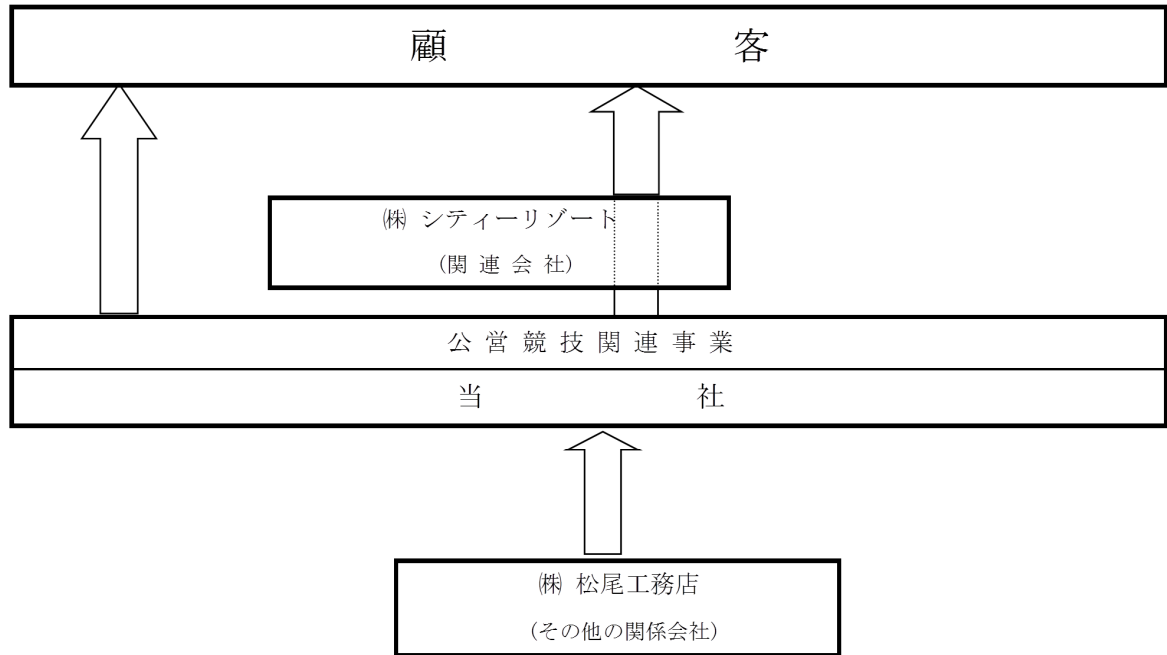 顧 客
㈱ シティーリゾート
(関 連 会 社)
公 営 競 技 関 連 事 業
当 社
㈱ 松尾工務店
(その他の関係会社)